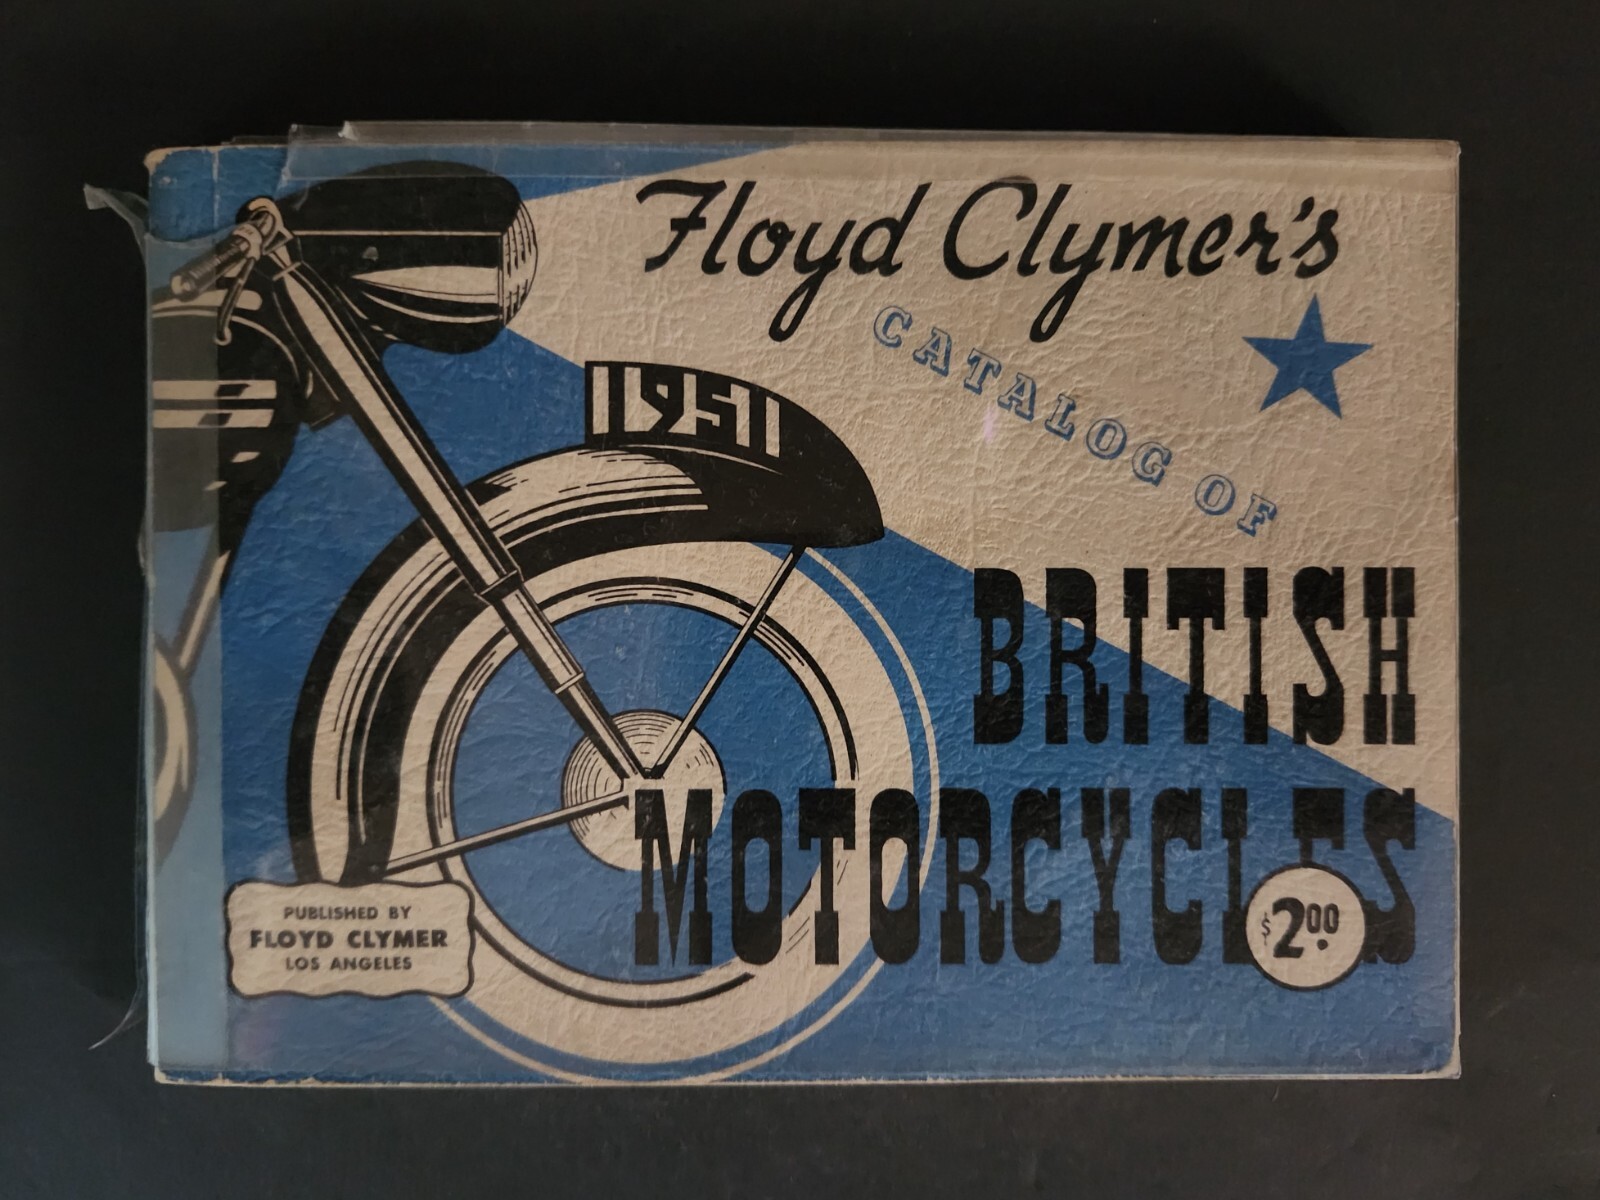 Floyd Clymer's
CATALOG OF
1951
BRITISH
MOTORCYCLES
$2.00
PUBLISHED BY
FLOYD CLYMER
LOS ANGELES